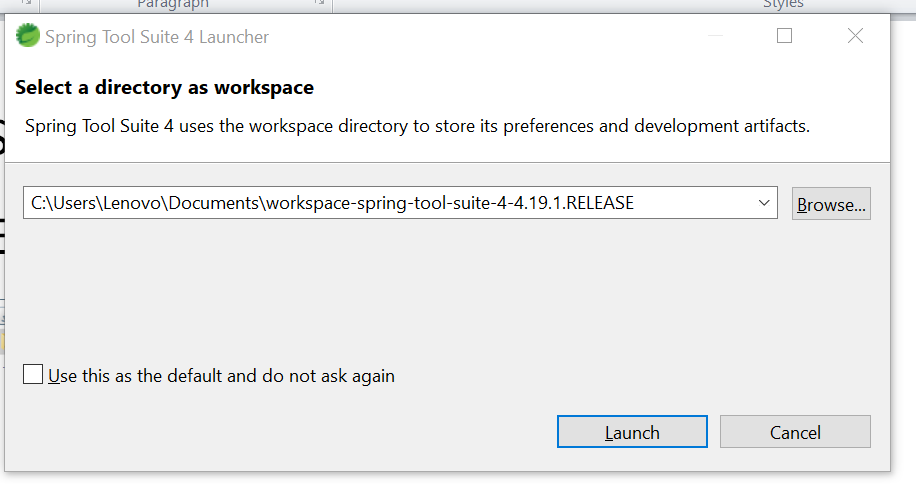 Paragraph
Styles
Spring Tool Suite 4 Launcher
Select a directory as workspace
Spring Tool Suite 4 uses the workspace directory to store its preferences and development artifacts.
C:\Users\Lenovo\Documents\workspace-spring-tool-suite-4-4.19.1.RELEASE
Browse...
Use this as the default and do not ask again
Launch
Cancel